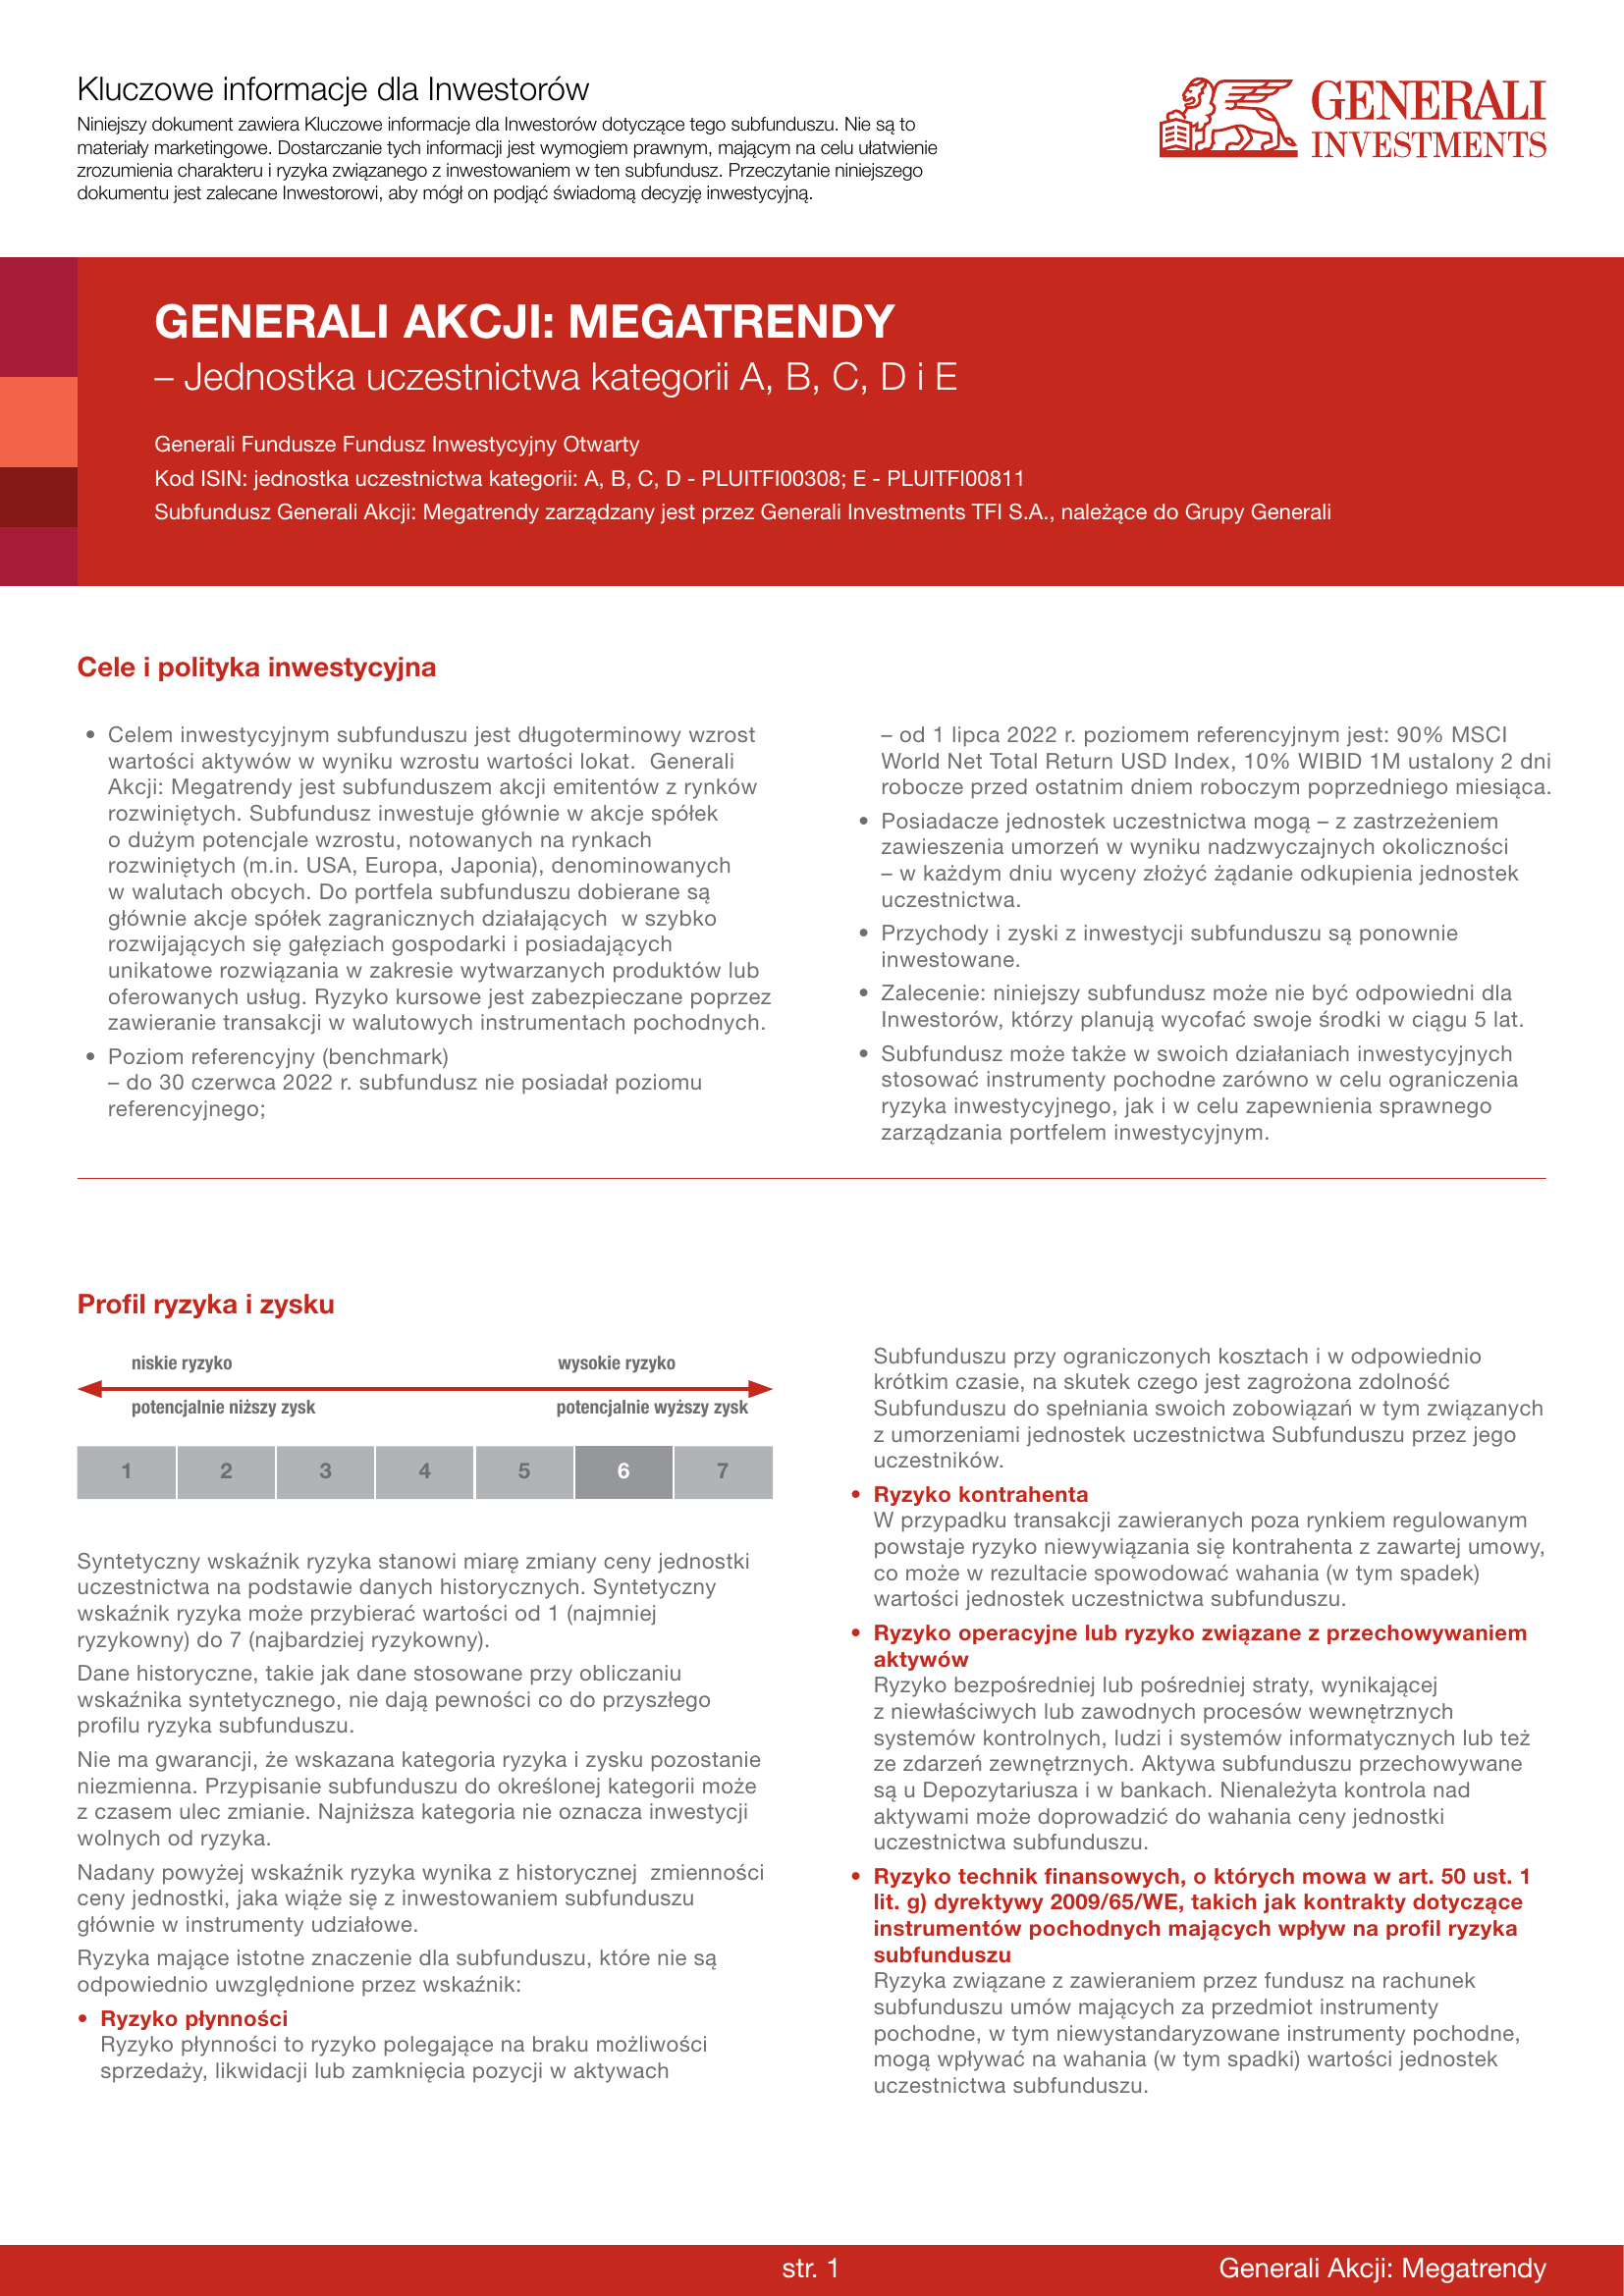 Kluczowe informacje dla Inwestorów
Niniejszy dokument zawiera Kluczowe informacje dla Inwestorów dotyczące tego subfunduszu. Nie są to
materiały marketingowe. Dostarczanie tych informacji jest wymogiem prawnym, mającym na celu ułatwienie
zrozumienia charakteru i ryzyka związanego z inwestowaniem w ten subfundusz. Przeczytanie niniejszego
dokumentu jest zalecane Inwestorowi, aby mógł on podjąć świadomą decyzję inwestycyjną.
GENERALI
INVESTMENTS
GENERALI AKCJI: MEGATRENDY
– Jednostka uczestnictwa kategorii A, B, C, D i E
Generali Fundusze Fundusz Inwestycyjny Otwarty
Kod ISIN: jednostka uczestnictwa kategorii: A, B, C, D - PLUITFI00308; E - PLUITFI00811
Subfundusz Generali Akcji: Megatrendy zarządzany jest przez Generali Investments TFI S.A., należące do Grupy Generali
Cele i polityka inwestycyjna
• Celem inwestycyjnym subfunduszu jest długoterminowy wzrost
wartości aktywów w wyniku wzrostu wartości lokat.  Generali
Akcji: Megatrendy jest subfunduszem akcji emitentów z rynków
rozwiniętych. Subfundusz inwestuje głównie w akcje spółek
o dużym potencjale wzrostu, notowanych na rynkach
rozwiniętych (m.in. USA, Europa, Japonia), denominowanych
w walutach obcych. Do portfela subfunduszu dobierane są
głównie akcje spółek zagranicznych działających  w szybko
rozwijających się gałęziach gospodarki i posiadających
unikatowe rozwiązania w zakresie wytwarzanych produktów lub
oferowanych usług. Ryzyko kursowe jest zabezpieczane poprzez
zawieranie transakcji w walutowych instrumentach pochodnych.
• Poziom referencyjny (benchmark)
– do 30 czerwca 2022 r. subfundusz nie posiadał poziomu
referencyjnego;
– od 1 lipca 2022 r. poziomem referencyjnym jest: 90% MSCI
World Net Total Return USD Index, 10% WIBID 1M ustalony 2 dni
robocze przed ostatnim dniem roboczym poprzedniego miesiąca.
• Posiadacze jednostek uczestnictwa mogą – z zastrzeżeniem
zawieszenia umorzeń w wyniku nadzwyczajnych okoliczności
– w każdym dniu wyceny złożyć żądanie odkupienia jednostek
uczestnictwa.
• Przychody i zyski z inwestycji subfunduszu są ponownie
inwestowane.
• Zalecenie: niniejszy subfundusz może nie być odpowiedni dla
Inwestorów, którzy planują wycofać swoje środki w ciągu 5 lat.
• Subfundusz może także w swoich działaniach inwestycyjnych
stosować instrumenty pochodne zarówno w celu ograniczenia
ryzyka inwestycyjnego, jak i w celu zapewnienia sprawnego
zarządzania portfelem inwestycyjnym.
Profil ryzyka i zysku
niskie ryzyko wysokie ryzyko
potencjalnie niższy zysk potencjalnie wyższy zysk
1 2 3 4 5 6 7
Syntetyczny wskaźnik ryzyka stanowi miarę zmiany ceny jednostki
uczestnictwa na podstawie danych historycznych. Syntetyczny
wskaźnik ryzyka może przybierać wartości od 1 (najmniej
ryzykowny) do 7 (najbardziej ryzykowny).
Dane historyczne, takie jak dane stosowane przy obliczaniu
wskaźnika syntetycznego, nie dają pewności co do przyszłego
profilu ryzyka subfunduszu.
Nie ma gwarancji, że wskazana kategoria ryzyka i zysku pozostanie
niezmienna. Przypisanie subfunduszu do określonej kategorii może
z czasem ulec zmianie. Najniższa kategoria nie oznacza inwestycji
wolnych od ryzyka.
Nadany powyżej wskaźnik ryzyka wynika z historycznej  zmienności
ceny jednostki, jaka wiąże się z inwestowaniem subfunduszu
głównie w instrumenty udziałowe.
Ryzyka mające istotne znaczenie dla subfunduszu, które nie są
odpowiednio uwzględnione przez wskaźnik:
• Ryzyko płynności
Ryzyko płynności to ryzyko polegające na braku możliwości
sprzedaży, likwidacji lub zamknięcia pozycji w aktywach
Subfunduszu przy ograniczonych kosztach i w odpowiednio
krótkim czasie, na skutek czego jest zagrożona zdolność
Subfunduszu do spełniania swoich zobowiązań w tym związanych
z umorzeniami jednostek uczestnictwa Subfunduszu przez jego
uczestników.
• Ryzyko kontrahenta
W przypadku transakcji zawieranych poza rynkiem regulowanym
powstaje ryzyko niewywiązania się kontrahenta z zawartej umowy,
co może w rezultacie spowodować wahania (w tym spadek)
wartości jednostek uczestnictwa subfunduszu.
• Ryzyko operacyjne lub ryzyko związane z przechowywaniem
aktywów
Ryzyko bezpośredniej lub pośredniej straty, wynikającej
z niewłaściwych lub zawodnych procesów wewnętrznych
systemów kontrolnych, ludzi i systemów informatycznych lub też
ze zdarzeń zewnętrznych. Aktywa subfunduszu przechowywane
są u Depozytariusza i w bankach. Nienależyta kontrola nad
aktywami może doprowadzić do wahania ceny jednostki
uczestnictwa subfunduszu.
• Ryzyko technik finansowych, o których mowa w art. 50 ust. 1
lit. g) dyrektywy 2009/65/WE, takich jak kontrakty dotyczące
instrumentów pochodnych mających wpływ na profil ryzyka
subfunduszu
Ryzyka związane z zawieraniem przez fundusz na rachunek
subfunduszu umów mających za przedmiot instrumenty
pochodne, w tym niewystandaryzowane instrumenty pochodne,
mogą wpływać na wahania (w tym spadki) wartości jednostek
uczestnictwa subfunduszu.
str. 1
Generali Akcji: Megatrendy